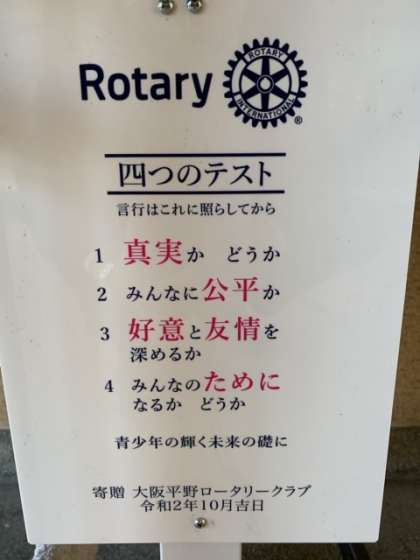 Rotary
ROTARY
INTERNATIONAL
®
四つのテスト
言行はこれに照らしてから
1 真実か どうか
2 みんなに公平か
3 好意と友情を
深めるか
4 みんなのために
なるか どうか
青少年の輝く未来の礎に
寄贈 大阪平野ロータリークラブ
令和2年10月吉日